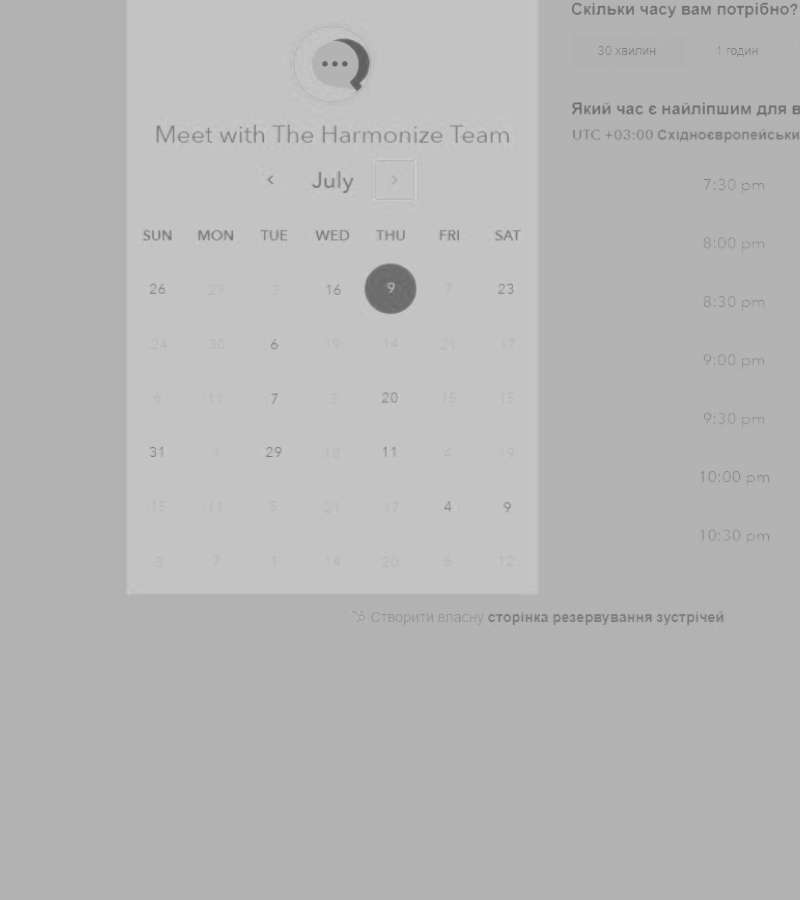 Meet with The Harmonize Team
July
SUN MON TUE WED THU FRI SAT
26 29 3 16 9 7 23
24 30 6 19 14 21 17
6 11 7 3 20 15 15
31 1 29 18 11 4 19
15 11 5 21 17 4 9
3 7 1 14 20 6 12
Скільки часу вам потрібно?
30 хвилин 1 годин
Який час є найліпшим для в
UTC +03:00 Східноєвропейськи
7:30 pm
8:00 pm
8:30 pm
9:00 pm
9:30 pm
10:00 pm
10:30 pm
Створити власну сторінка резервування зустрічей